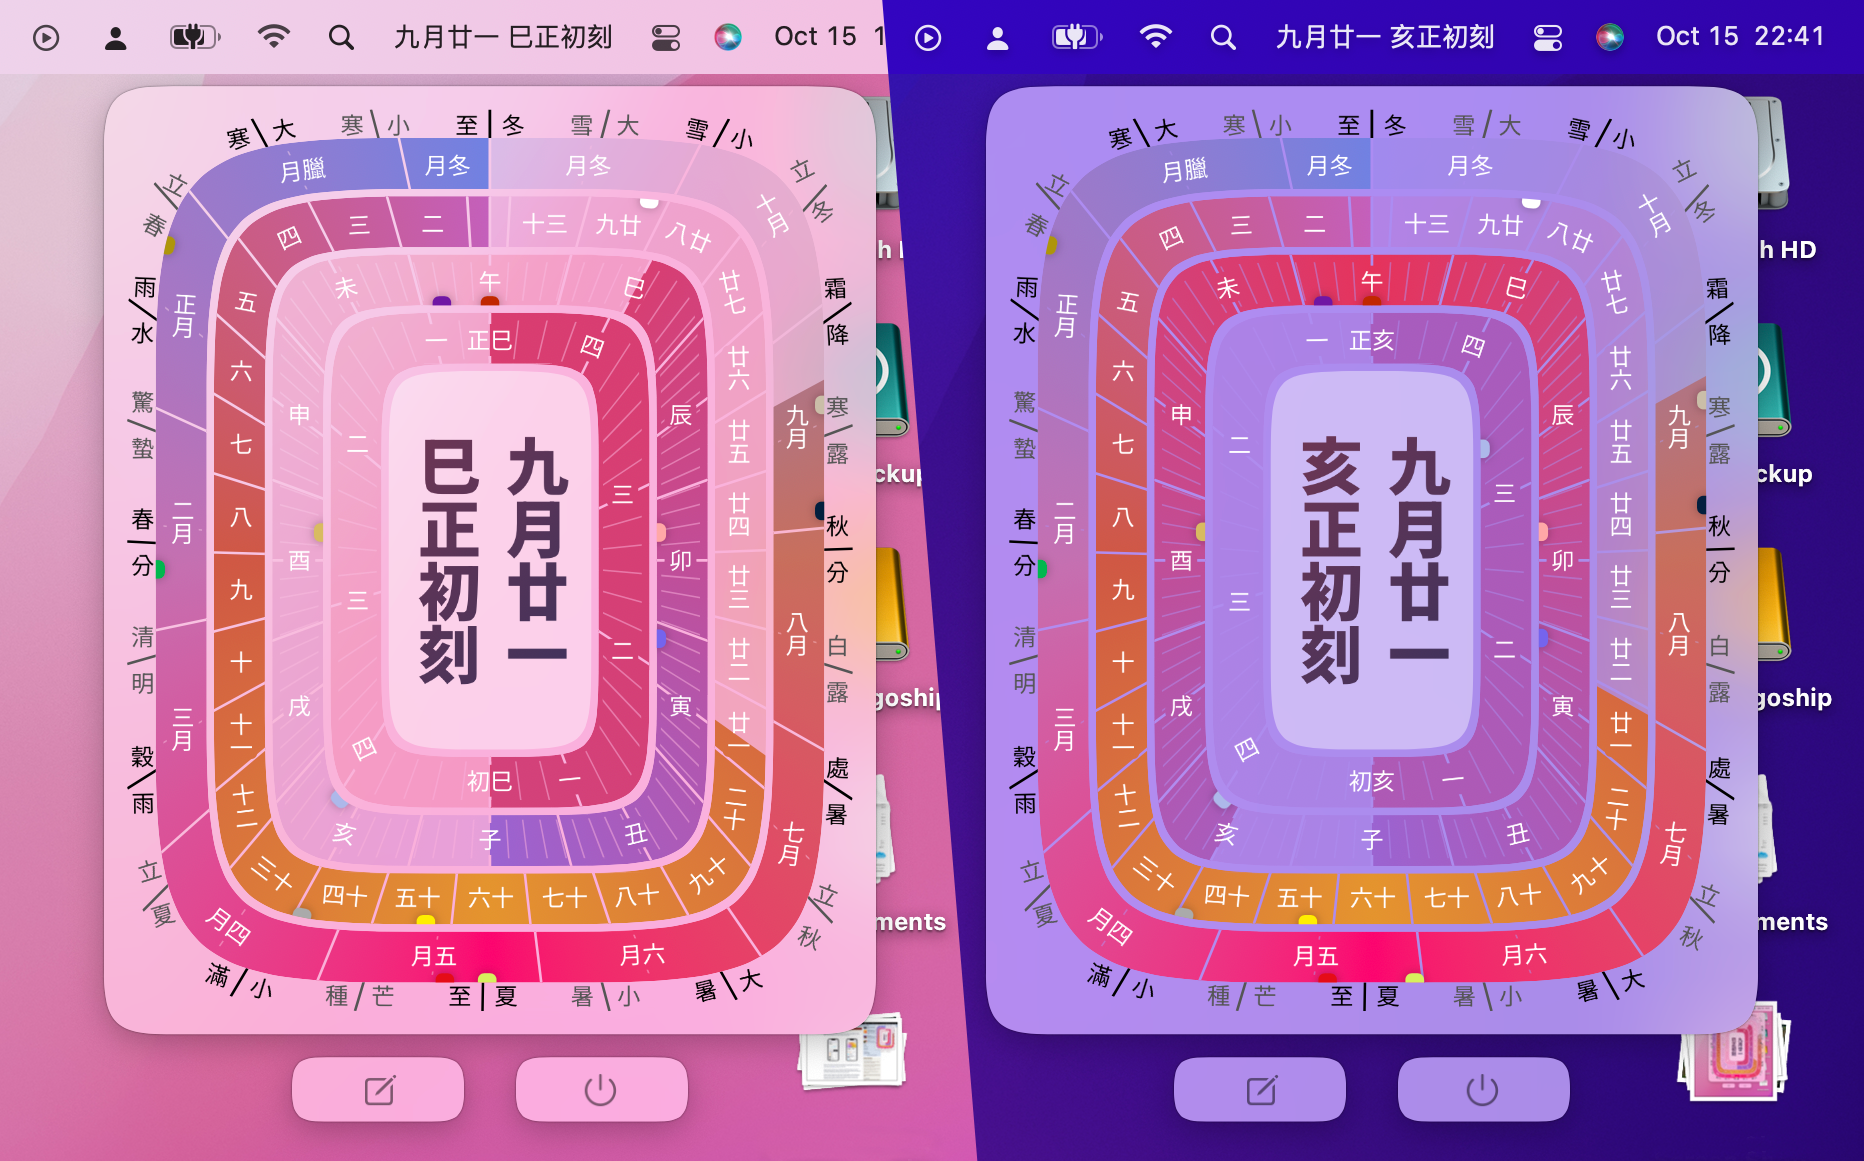 九月廿一 巳正初刻
Oct 15 1
九月廿一 亥正初刻
Oct 15 22:41
寒 大
寒 小
至 冬
雪 大
雪 小
立 冬
霜 降
寒 露
秋 分
白 露
處 暑
立 秋
暑 大
暑 小
至 夏
種 芒
滿 小
立 夏
穀 雨
清 明
春 分
驚 蟄
雨 水
立 春
月臘
月冬
月冬
十月
九月
八月
七月
月六
月五
月四
三月
二月
正月
二
三
四
五
六
七
八
九
十
十一
十二
三十
四十
五十
六十
七十
八十
九十
二十
廿一
廿二
廿三
廿四
廿五
廿六
廿七
八廿
九廿
十三
午
巳
辰
卯
寅
丑
子
亥
戌
酉
申
未
正巳
四
三
二
一
初巳
四
三
二
一
九月廿一
巳正初刻
寒 大
寒 小
至 冬
雪 大
雪 小
立 冬
霜 降
寒 露
秋 分
白 露
處 暑
立 秋
暑 大
暑 小
至 夏
種 芒
滿 小
立 夏
穀 雨
清 明
春 分
驚 蟄
雨 水
立 春
月臘
月冬
月冬
十月
九月
八月
七月
月六
月五
月四
三月
二月
正月
二
三
四
五
六
七
八
九
十
十一
十二
三十
四十
五十
六十
七十
八十
九十
二十
廿一
廿二
廿三
廿四
廿五
廿六
廿七
八廿
九廿
十三
午
巳
辰
卯
寅
丑
子
亥
戌
酉
申
未
正亥
四
三
二
一
初亥
四
三
二
一
九月廿一
亥正初刻
h HD
ckup
goship
ments
h
ckup
goship
ments